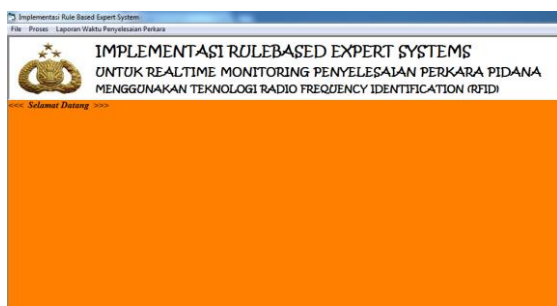 Implementasi Rule Based Expert System
File Proses Laporan Waktu Penyelesaian Perkara
IMPLEMENTASI RULEBASED EXPERT SYSTEMS
UNTUK REALTIME MONITORING PENYELESAIAN PERKARA PIDANA
MENGGUNAKAN TEKNOLOGI RADIO FREQUENCY IDENTIFICATION (RFID)
<<< Selamat Datang >>>